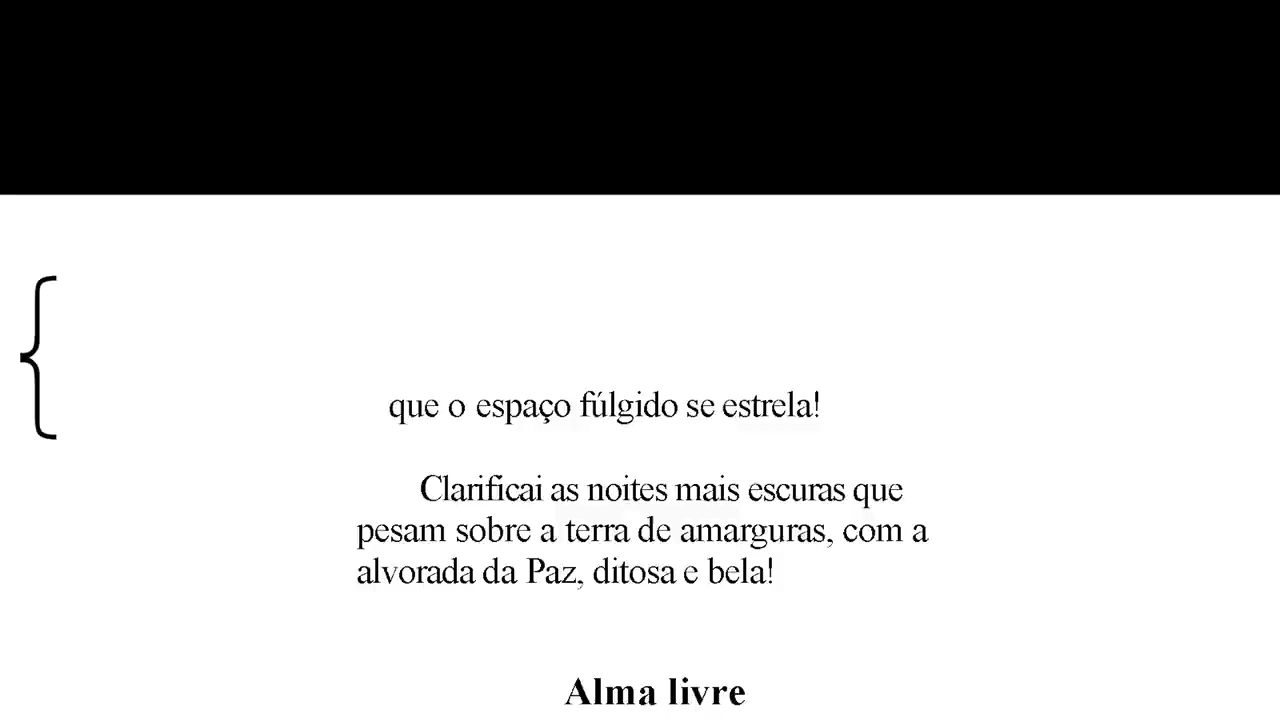 que o espaço fúlgido se estrela!
Clarificai as noites mais escuras que
pesam sobre a terra de amarguras, com a
alvorada da Paz, ditosa e bela!
Alma livre